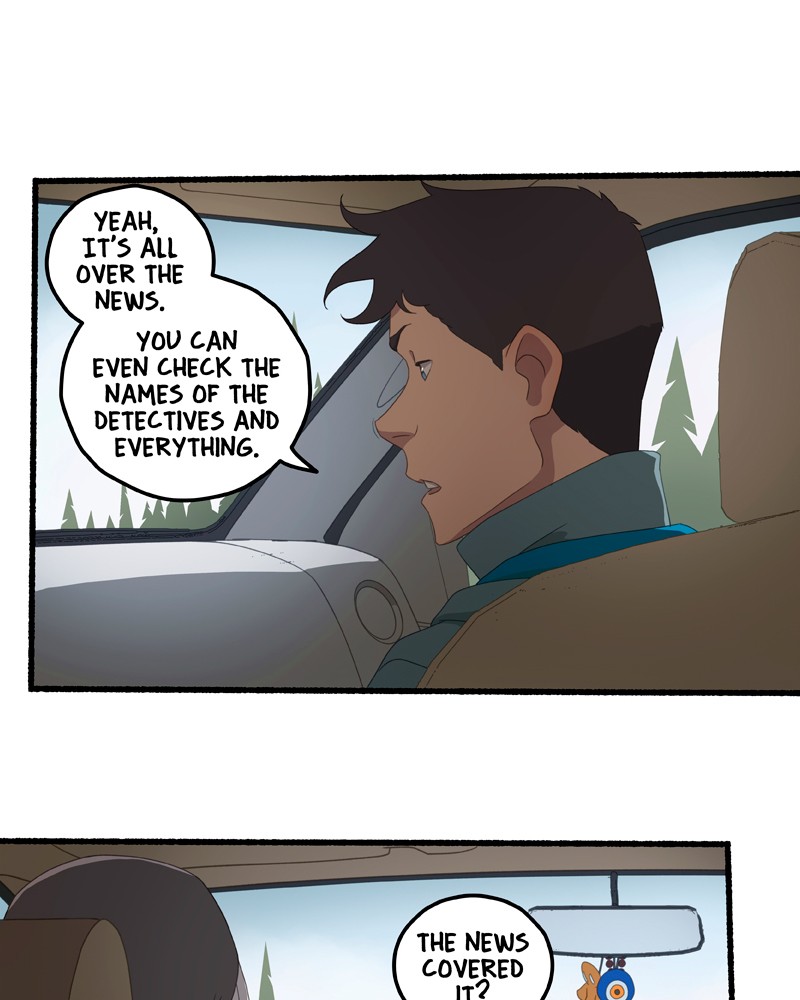 YEAH,
IT'S ALL
OVER THE
NEWS.
YOU CAN
EVEN CHECK THE
NAMES OF THE
DETECTIVES AND
EVERYTHING.
THE NEWS
COVERED
IT?